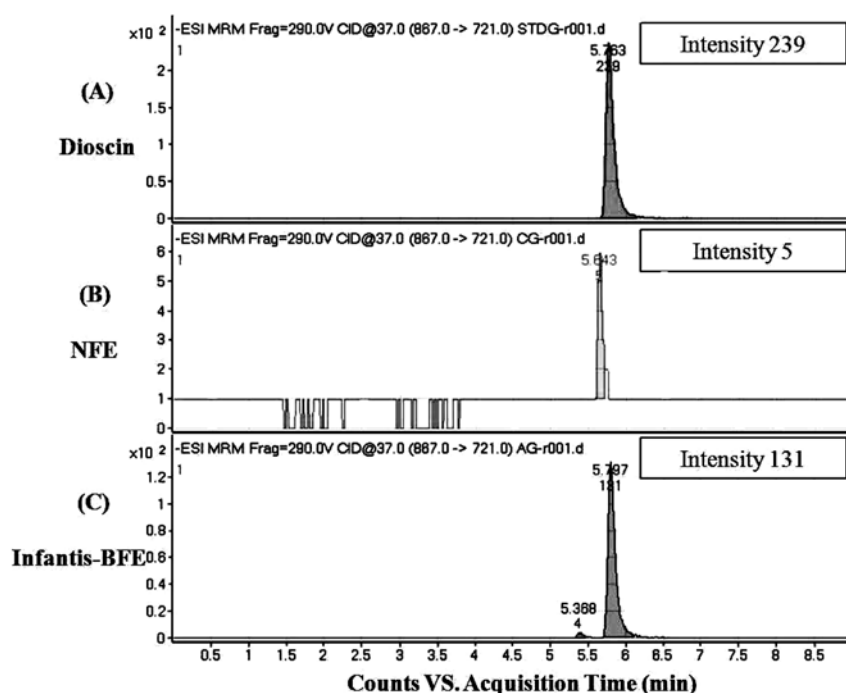 -ESI MRM Frag=290.0V CID@37.0 (867.0 -> 721.0) STDG-r001.d
×10 2
1
5.763
239
Intensity 239
(A)
Dioscin
2
1.5
1
0.5
0
-ESI MRM Frag=290.0V CID@37.0 (867.0 -> 721.0) CG-r001.d
1
5.643
5
Intensity 5
(B)
NFE
6
5
4
3
2
1
0
-ESI MRM Frag=290.0V CID@37.0 (867.0 -> 721.0) AG-r001.d
×10 2
1
5.797
131
Intensity 131
(C)
Infantis-BFE
1.2
1
0.8
0.6
0.4
0.2
0
5.368
4
0.5 1 1.5 2 2.5 3 3.5 4 4.5 5 5.5 6 6.5 7 7.5 8 8.5
Counts VS. Acquisition Time (min)